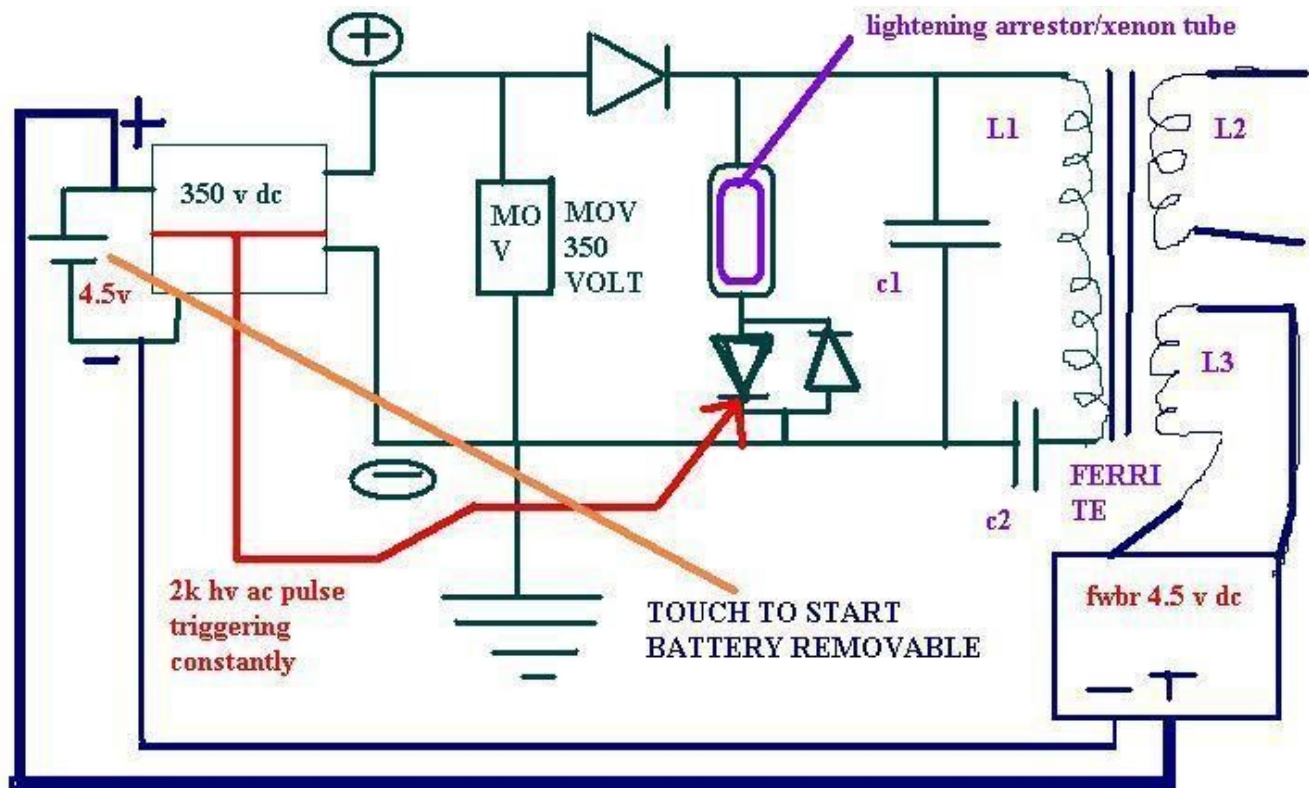 lightening arrestor/xenon tube
+
+
350 v dc
4.5v
-
MO
V
MOV
350
VOLT
c1
L1
L2
L3
-
c2
FERRI
TE
2k hv ac pulse
triggering
constantly
TOUCH TO START
BATTERY REMOVABLE
fwbr 4.5 v dc
- +